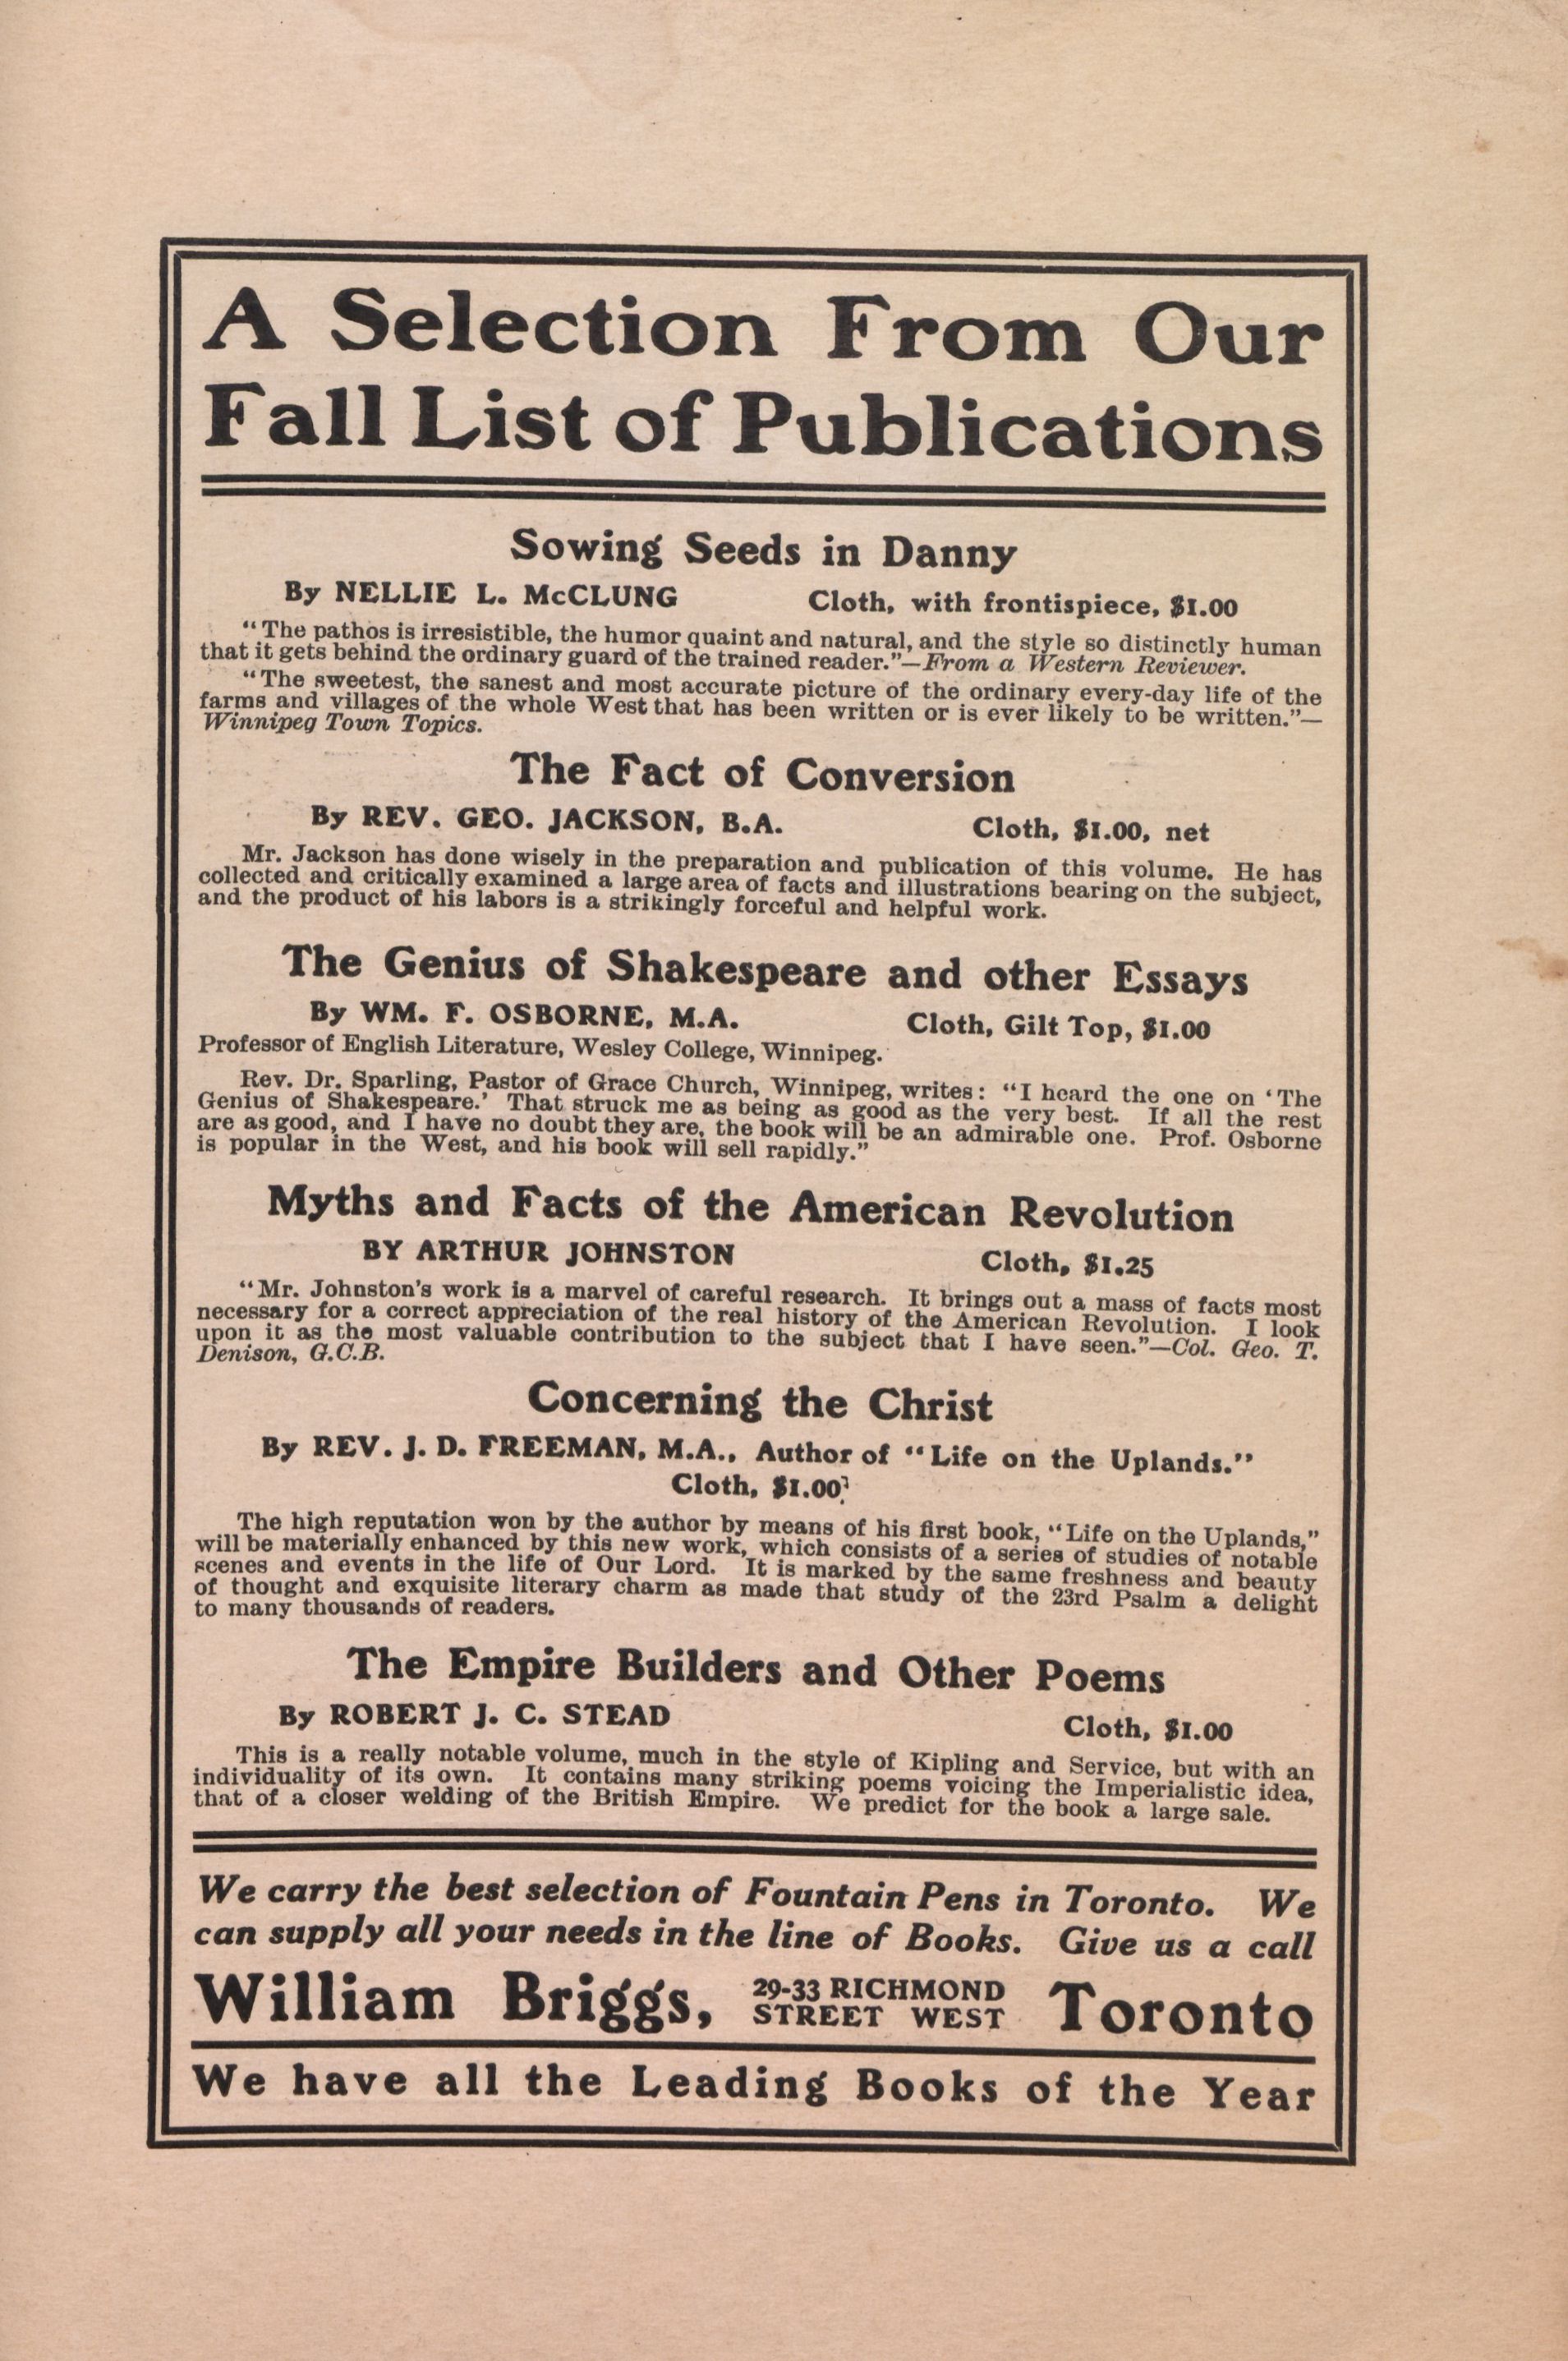 A Selection From Our
Fall List of Publications
Sowing Seeds in Danny
By NELLIE L. McCLUNG Cloth, with frontispiece, $1.00
"The pathos is irresistible, the humor quaint and natural, and the style so distinctly human
that it gets behind the ordinary guard of the trained reader."—From a Western Reviewer.
"The sweetest, the sanest and most accurate picture of the ordinary every-day life of the
farms and villages of the whole West that has been written or is ever likely to be written."—
Winnipeg Town Topics.
The Fact of Conversion
By REV. GEO. JACKSON, B.A. Cloth, $1.00, net
Mr. Jackson has done wisely in the preparation and publication of this volume. He has
collected and critically examined a large area of facts and illustrations bearing on the subject,
and the product of his labors is a strikingly forceful and helpful work.
The Genius of Shakespeare and other Essays
By WM. F. OSBORNE, M.A. Cloth, Gilt Top, $1.00
Professor of English Literature, Wesley College, Winnipeg.
Rev. Dr. Sparling, Pastor of Grace Church, Winnipeg, writes: "I heard the one on 'The
Genius of Shakespeare.' That struck me as being as good as the very best. If all the rest
are as good, and I have no doubt they are, the book will be an admirable one. Prof. Osborne
is popular in the West, and his book will sell rapidly."
Myths and Facts of the American Revolution
BY ARTHUR JOHNSTON Cloth, $1.25
"Mr. Johnston's work is a marvel of careful research. It brings out a mass of facts most
necessary for a correct appreciation of the real history of the American Revolution. I look
upon it as the most valuable contribution to the subject that I have seen."—Col. Geo. T.
Denison, G.C.B.
Concerning the Christ
By REV. J. D. FREEMAN, M.A., Author of "Life on the Uplands."
Cloth, $1.00
The high reputation won by the author by means of his first book, "Life on the Uplands,"
will be materially enhanced by this new work, which consists of a series of studies of notable
scenes and events in the life of Our Lord. It is marked by the same freshness and beauty
of thought and exquisite literary charm as made that study of the 23rd Psalm a delight
to many thousands of readers.
The Empire Builders and Other Poems
By ROBERT J. C. STEAD Cloth, $1.00
This is a really notable volume, much in the style of Kipling and Service, but with an
individuality of its own. It contains many striking poems voicing the Imperialistic idea,
that of a closer welding of the British Empire. We predict for the book a large sale.
We carry the best selection of Fountain Pens in Toronto. We
can supply all your needs in the line of Books. Give us a call
William Briggs, 29-33 RICHMOND STREET WEST Toronto
We have all the Leading Books of the Year